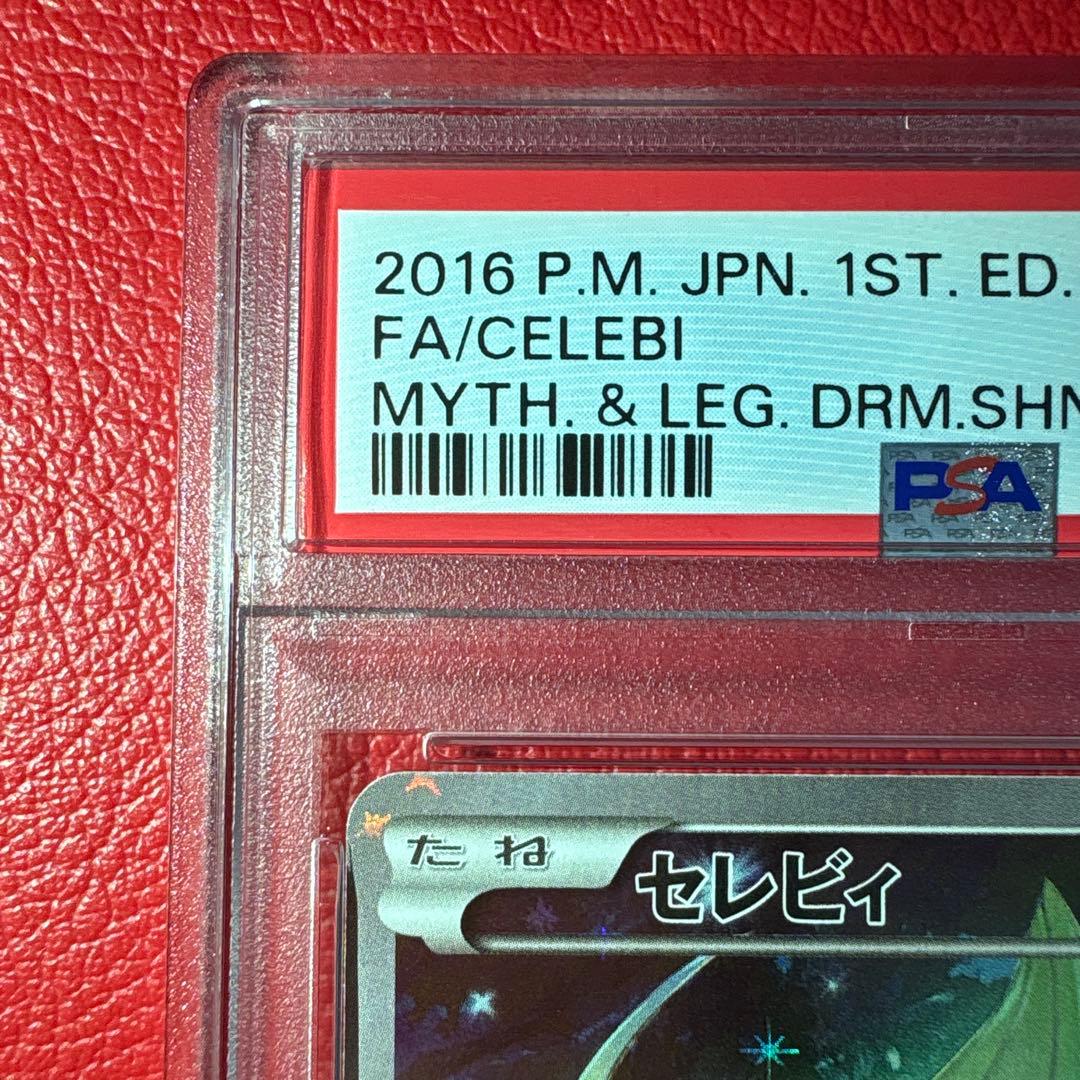 2016 P.M. JPN. 1ST. ED.
FA/CELEBI
MYTH. & LEG. DRM.SHN
PSA
たね
セレビィ